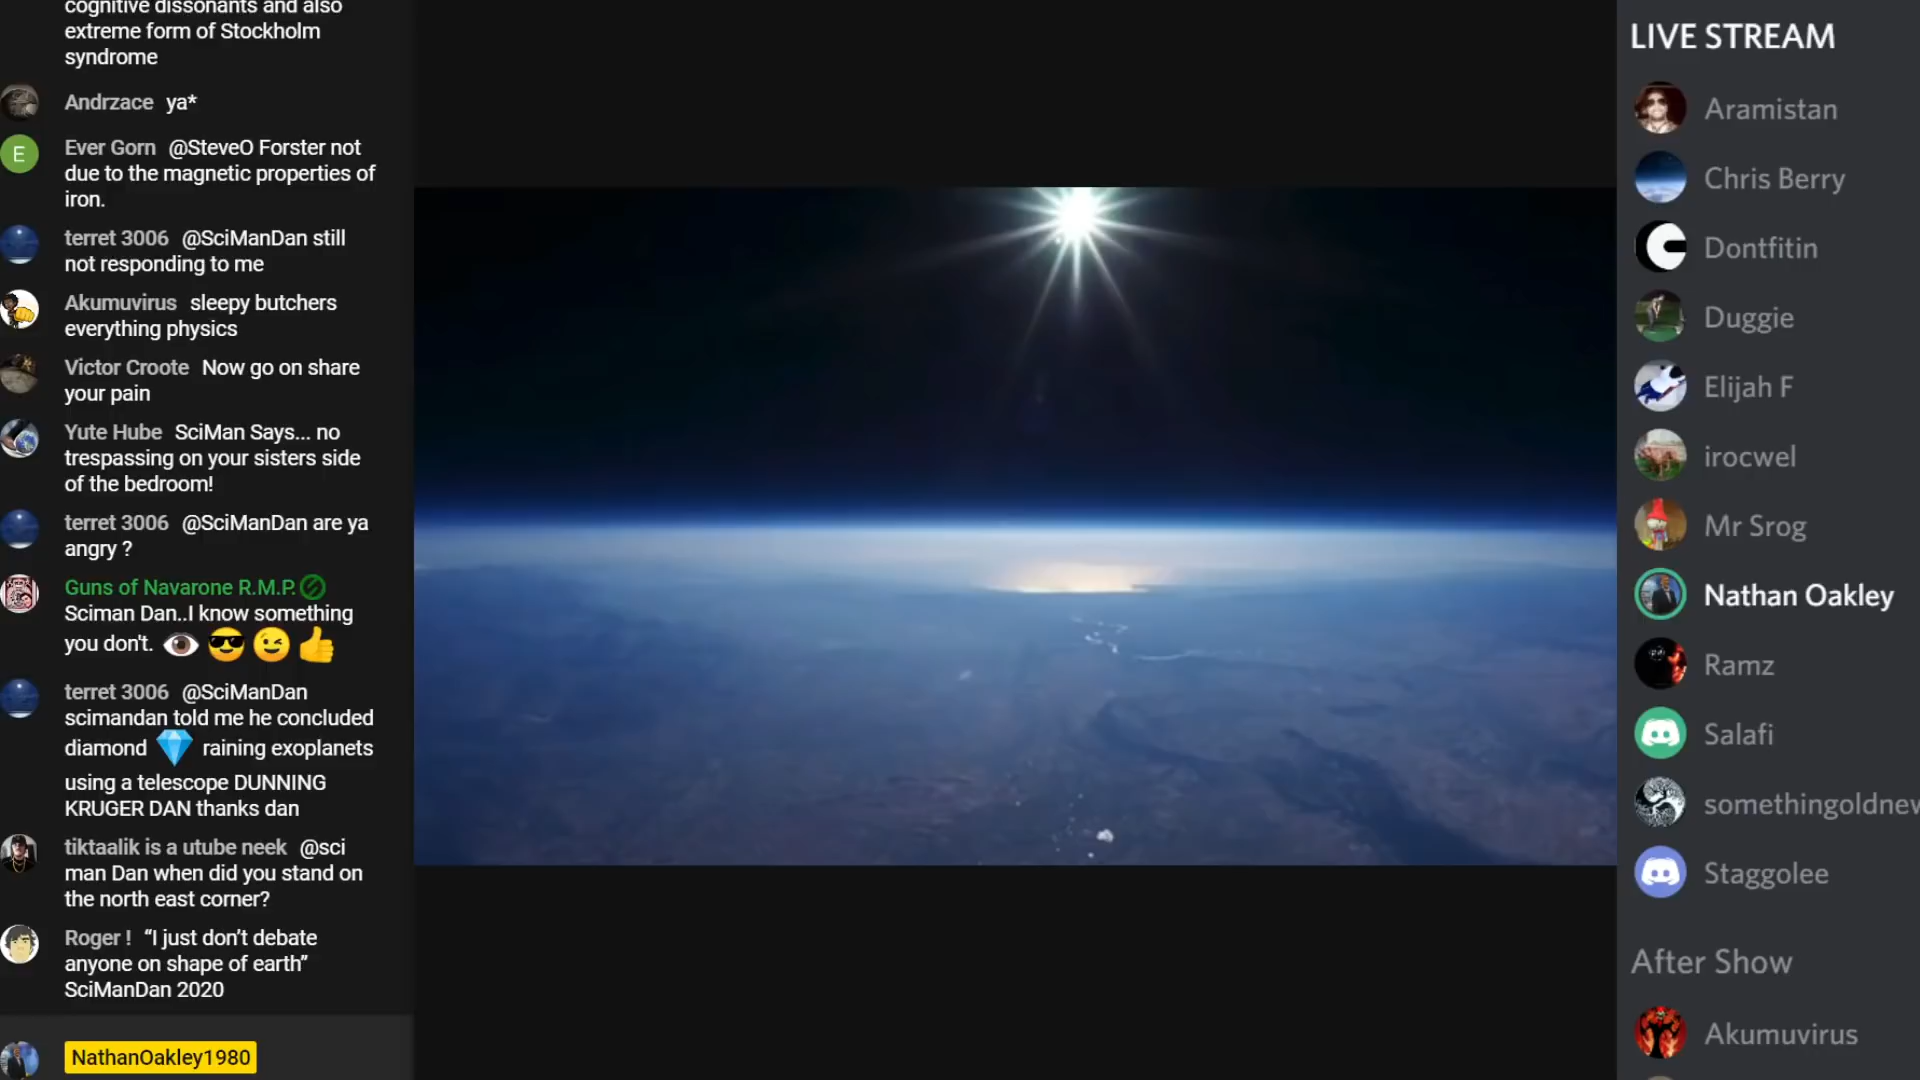 cognitive dissonants and also
extreme form of Stockholm
syndrome
Andrzace ya*
Ever Gorn @SteveO Forster not
due to the magnetic properties of
iron.
terret 3006 @SciManDan still
not responding to me
Akumuvirus sleepy butchers
everything physics
Victor Croote Now go on share
your pain
Yute Hube SciMan Says... no
trespassing on your sisters side
of the bedroom!
terret 3006 @SciManDan are ya
angry ?
Guns of Navarone R.M.P.
Sciman Dan..I know something
you don't.
terret 3006 @SciManDan
scimandan told me he concluded
diamond 💎 raining exoplanets
using a telescope DUNNING
KRUGER DAN thanks dan
tiktaalik is a utube neek @sci
man Dan when did you stand on
the north east corner?
Roger ! “I just don’t debate
anyone on shape of earth”
SciManDan 2020
NathanOakley1980
LIVE STREAM
Aramistan
Chris Berry
Dontfitin
Duggie
Elijah F
irocwel
Mr Srog
Nathan Oakley
Ramz
Salafi
somethingoldnew
Staggolee
After Show
Akumuvirus